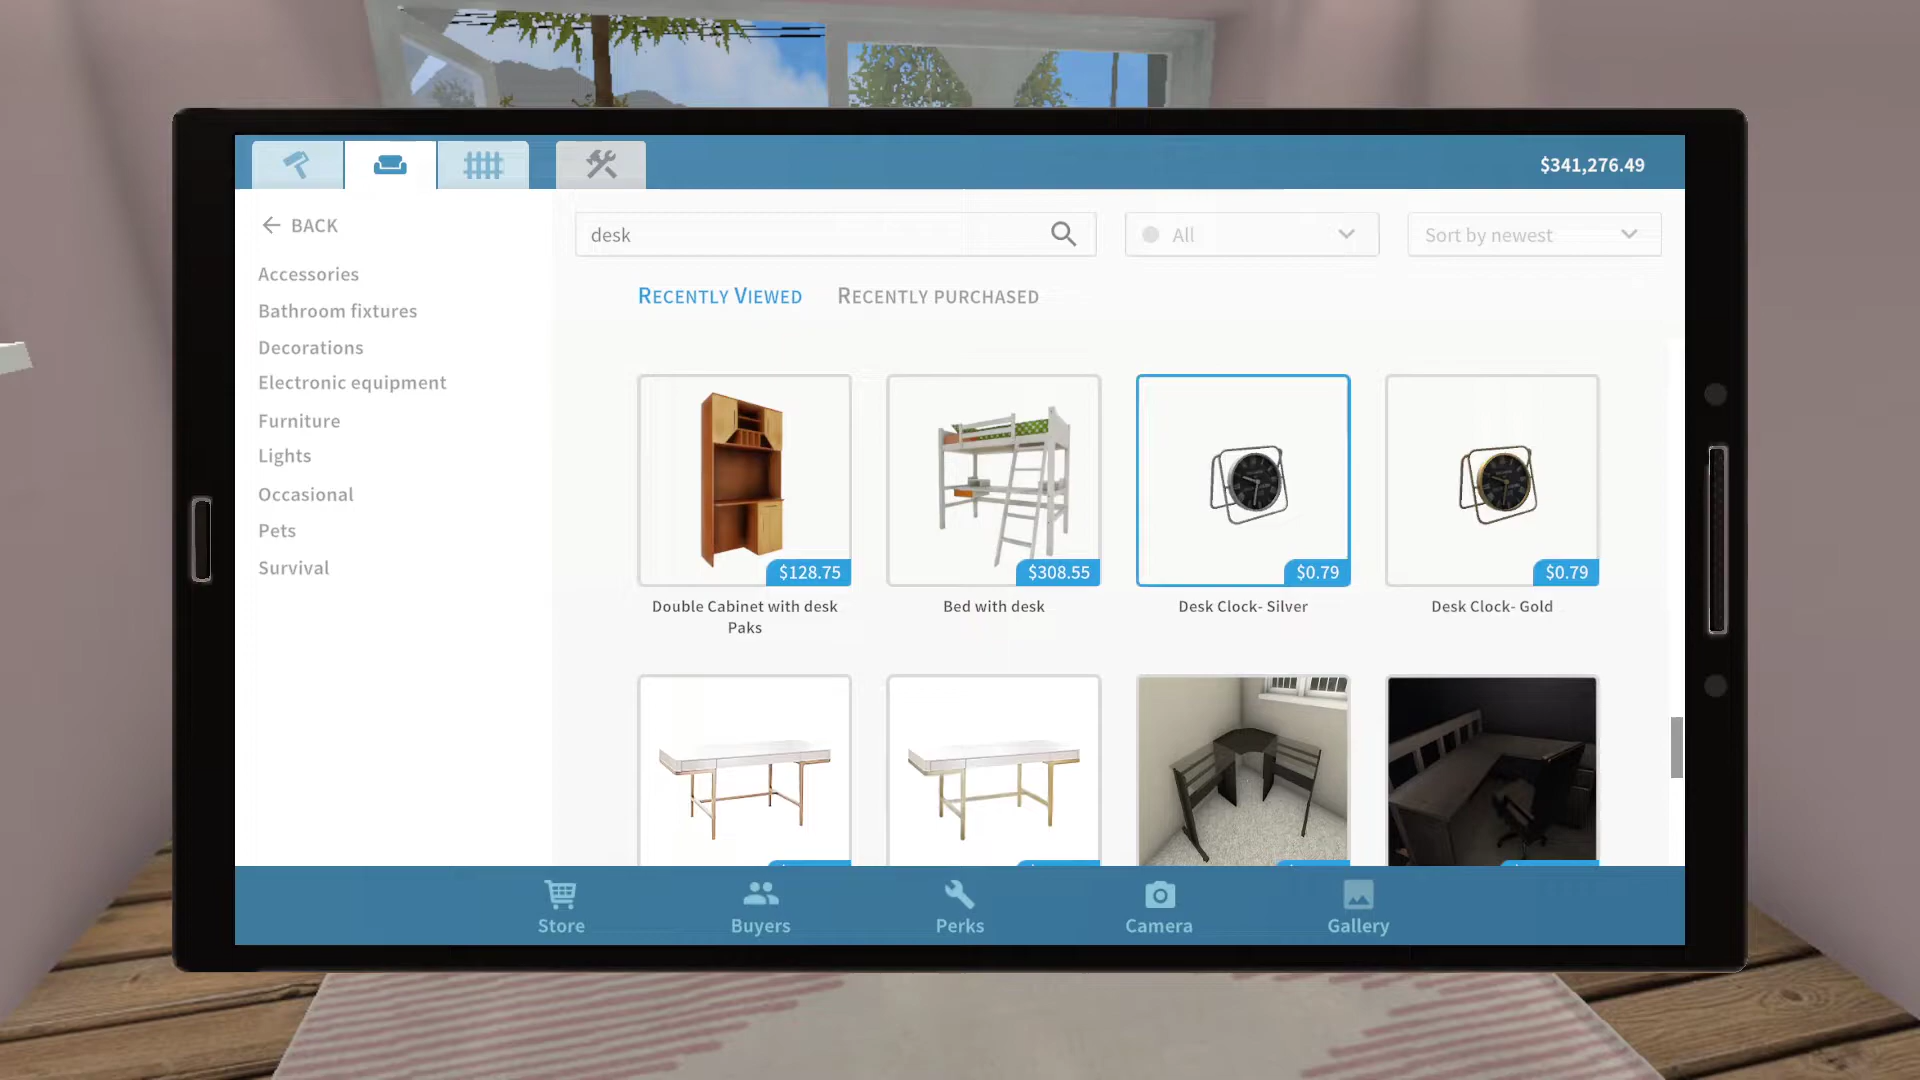 $341,276.49
BACK
desk
All
Sort by newest
Accessories
Bathroom fixtures
Decorations
Electronic equipment
Furniture
Lights
Occasional
Pets
Survival
RECENTLY VIEWED
RECENTLY PURCHASED
$128.75
$308.55
$0.79
$0.79
Double Cabinet with desk
Paks
Bed with desk
Desk Clock- Silver
Desk Clock- Gold
Store
Buyers
Perks
Camera
Gallery